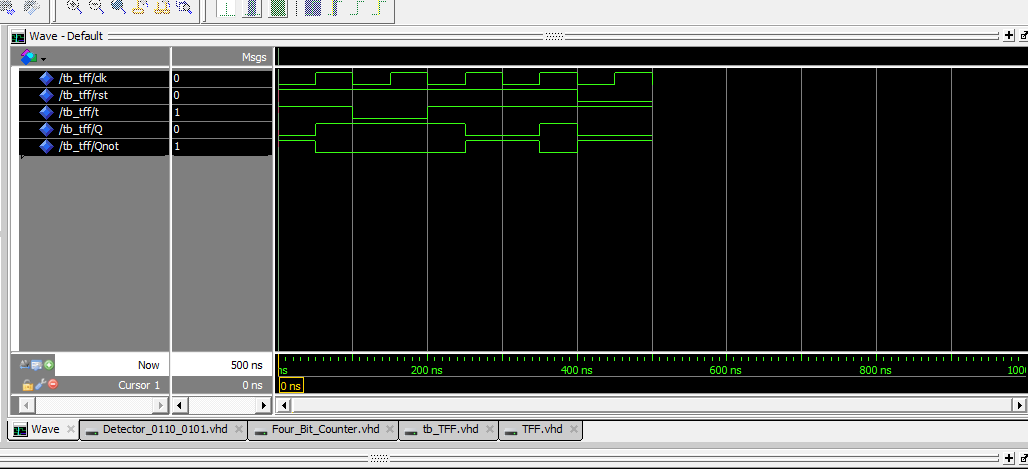 Wave - Default
Msgs
/tb_tff/clk 0
/tb_tff/rst 0
/tb_tff/t 1
/tb_tff/Q 0
/tb_tff/Qnot 1
Now 500 ns
ns 200 ns 400 ns 600 ns 800 ns 1000
Cursor 1 0 ns
0 ns
Wave Detector_0110_0101.vhd Four_Bit_Counter.vhd tb_TFF.vhd TFF.vhd